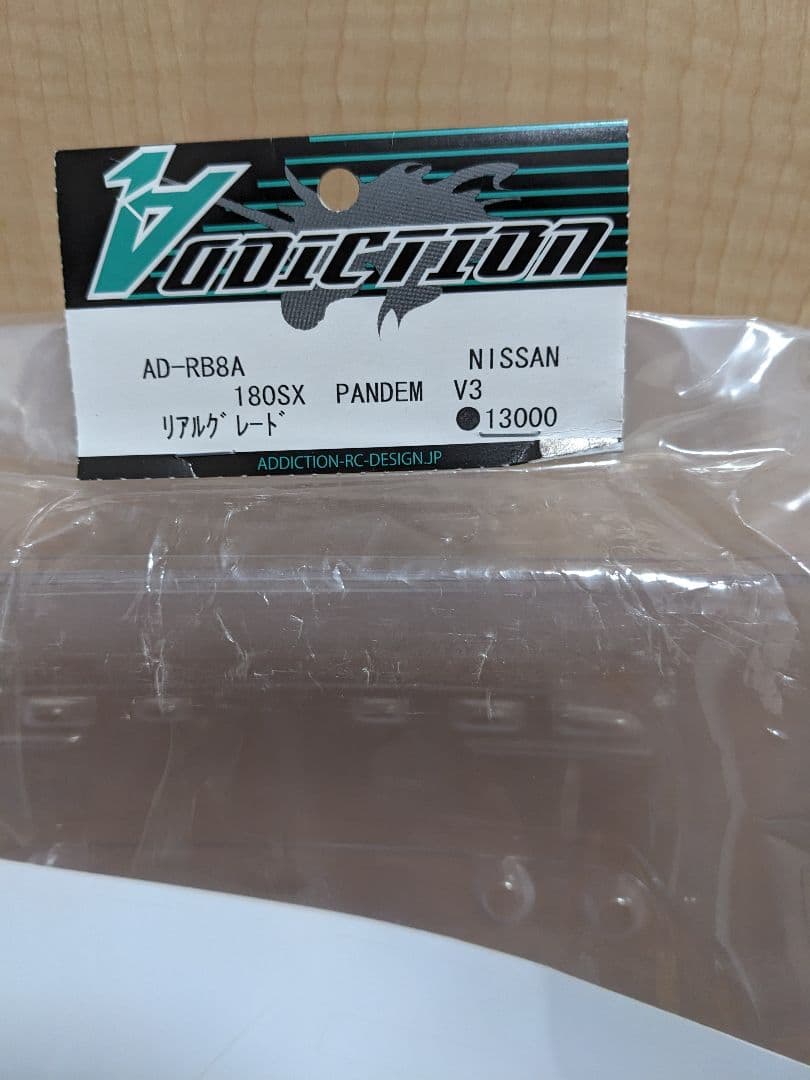 ADDICTION
AD-RB8A NISSAN
180SX PANDEM V3
ﾘｱﾙｸﾞﾚｰﾄﾞ ●13000
ADDICTION-RC-DESIGN.JP